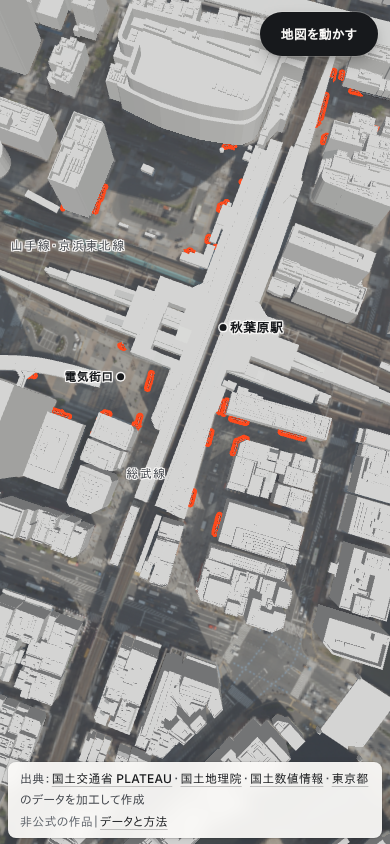 地図を動かす
山手線・京浜東北線
秋葉原駅
電気街口
総武線
出典：国土交通省 PLATEAU・国土地理院・国土数値情報・東京都
のデータを加工して作成
非公式の作品|データと方法